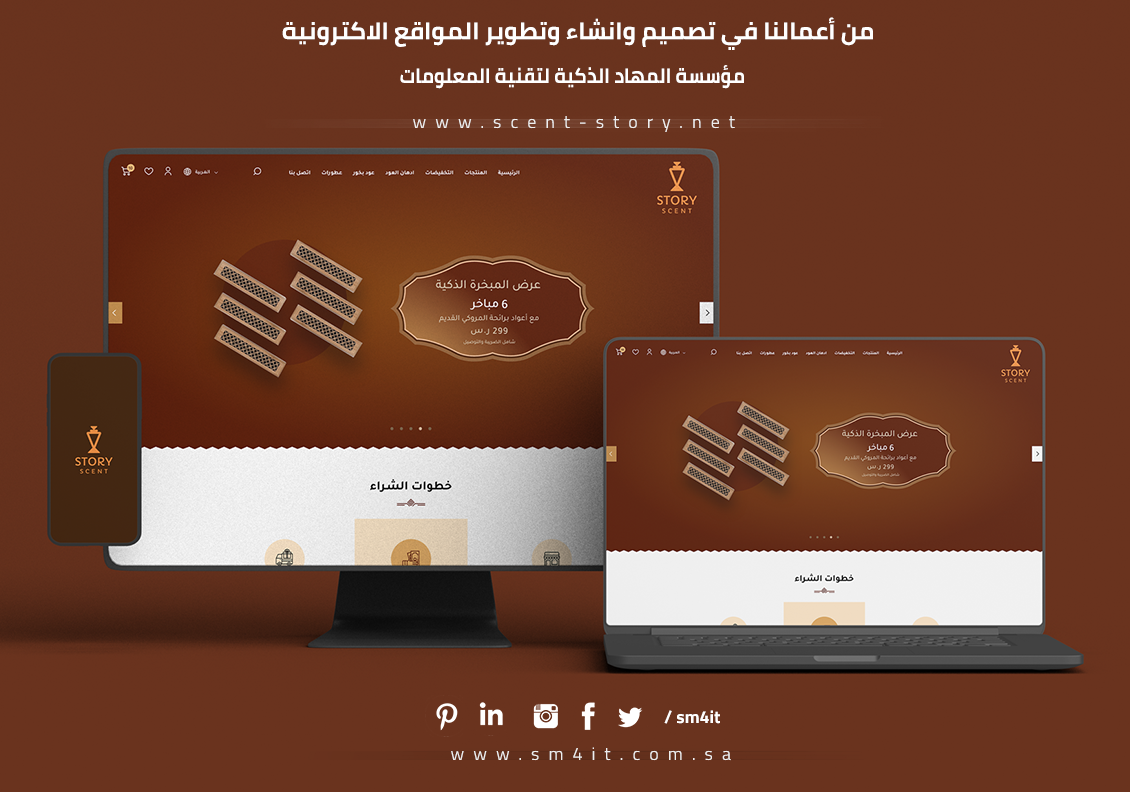 من أعمالنا في تصميم وانشاء وتطوير المواقع الاكترونية
مؤسسة المهاد الذكية لتقنية المعلومات
www.scent-story.net
STORY
SCENT
الرئيسية المنتجات التخفيضات ادهان العود عود بخور عطورات اتصل بنا
العربية
عرض المبخرة الذكية
6 مباخر
مع أعواد برائحة المروكي القديم
299 ر.س
شامل الضريبة والتوصيل
خطوات الشراء
STORY
SCENT
STORY
SCENT
الرئيسية المنتجات التخفيضات ادهان العود عود بخور عطورات اتصل بنا
العربية
عرض المبخرة الذكية
6 مباخر
مع أعواد برائحة المروكي القديم
299 ر.س
شامل الضريبة والتوصيل
خطوات الشراء
/ sm4it
www.sm4it.com.sa